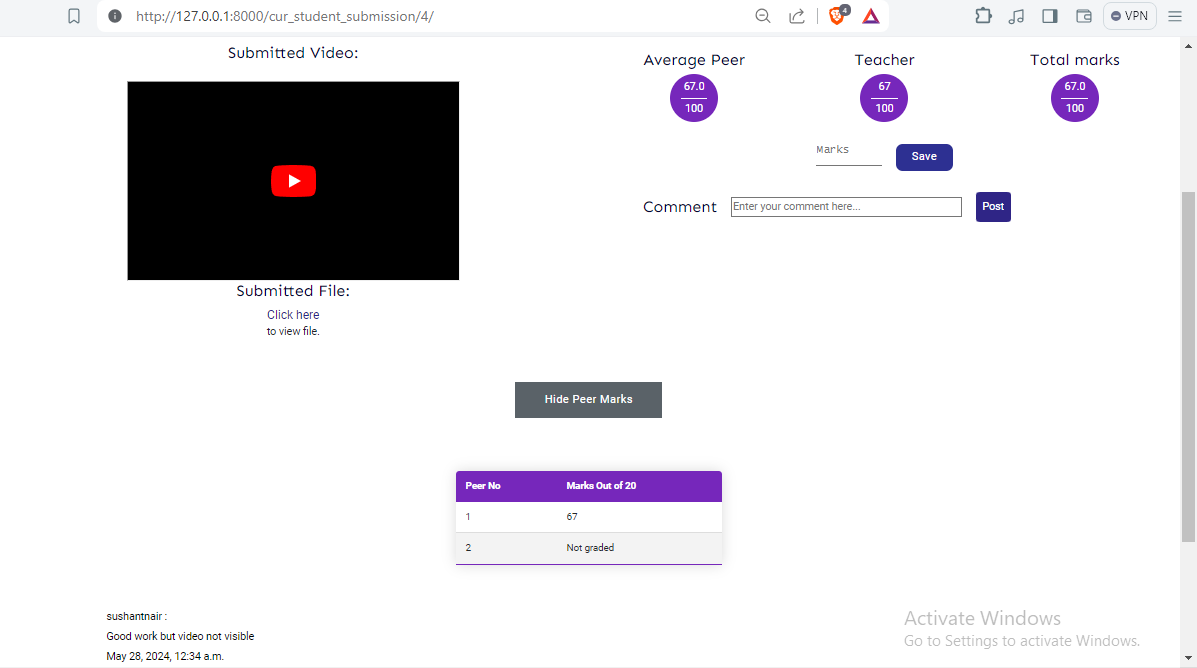 http://127.0.0.1:8000/cur_student_submission/4/
4
VPN
Submitted Video:
Average Peer
Teacher
Total marks
67.0
100
67
100
67.0
100
Marks
Save
Comment
Enter your comment here...
Post
Submitted File:
Click here
to view file.
Hide Peer Marks
Peer No Marks Out of 20
1 67
2 Not graded
sushantnair :
Good work but video not visible
May 28, 2024, 12:34 a.m.
Activate Windows
Go to Settings to activate Windows.